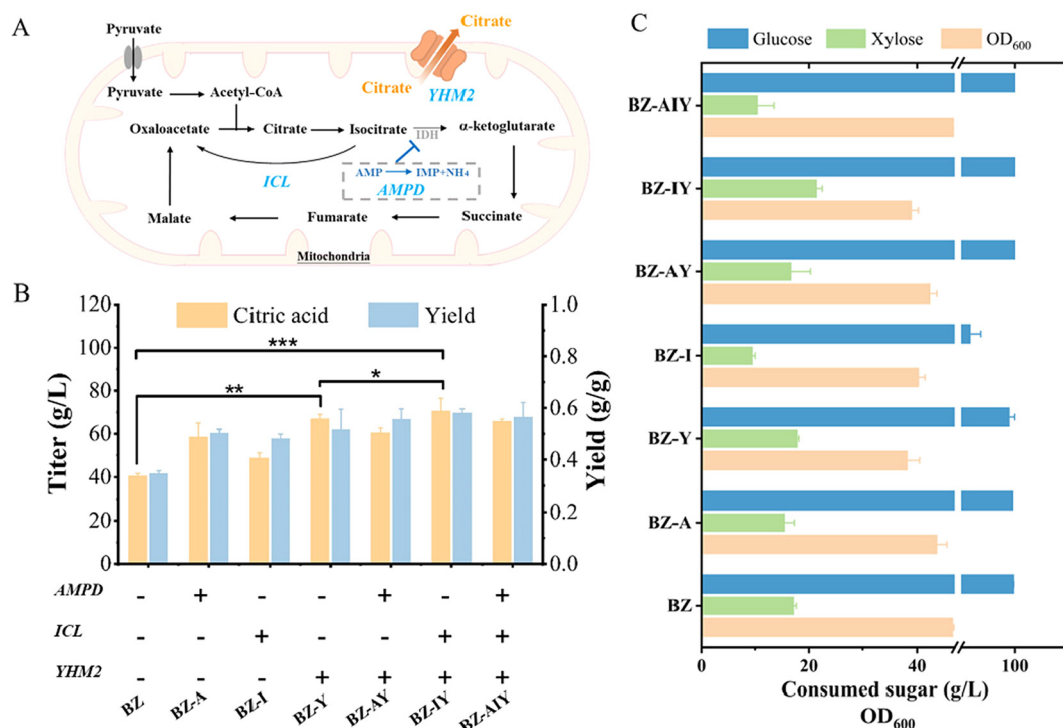 A
Pyruvate
Citrate
Pyruvate
Acetyl-CoA
Citrate
YHM2
Oxaloacetate
Citrate
Isocitrate
IDH
α-ketoglutarate
ICL
AMP
IMP+NH4
AMPD
Malate
Fumarate
Succinate
Mitochondria
B
Citric acid
Yield
120
100
80
60
40
20
0
Titer (g/L)
***
**
*
1.0
0.8
0.6
0.4
0.2
0.0
Yield (g/g)
AMPD - + - - + - +
ICL - - + - - + +
YHM2 - - - + + + +
BZ BZ-A BZ-I BZ-Y BZ-AY BZ-IY BZ-AIY
C
Glucose Xylose OD600
BZ-AIY
BZ-IY
BZ-AY
BZ-I
BZ-Y
BZ-A
BZ
0 20 40 100
Consumed sugar (g/L)
OD600